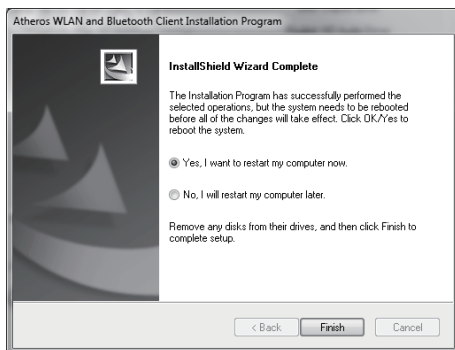 Atheros WLAN and Bluetooth Client Installation Program
InstallShield Wizard Complete
The Installation Program has successfully performed the
selected operations, but the system needs to be rebooted
before all of the changes will take effect. Click OK/Yes to
reboot the system.
Yes, I want to restart my computer now.
No, I will restart my computer later.
Remove any disks from their drives, and then click Finish to
complete setup.
< Back Finish Cancel